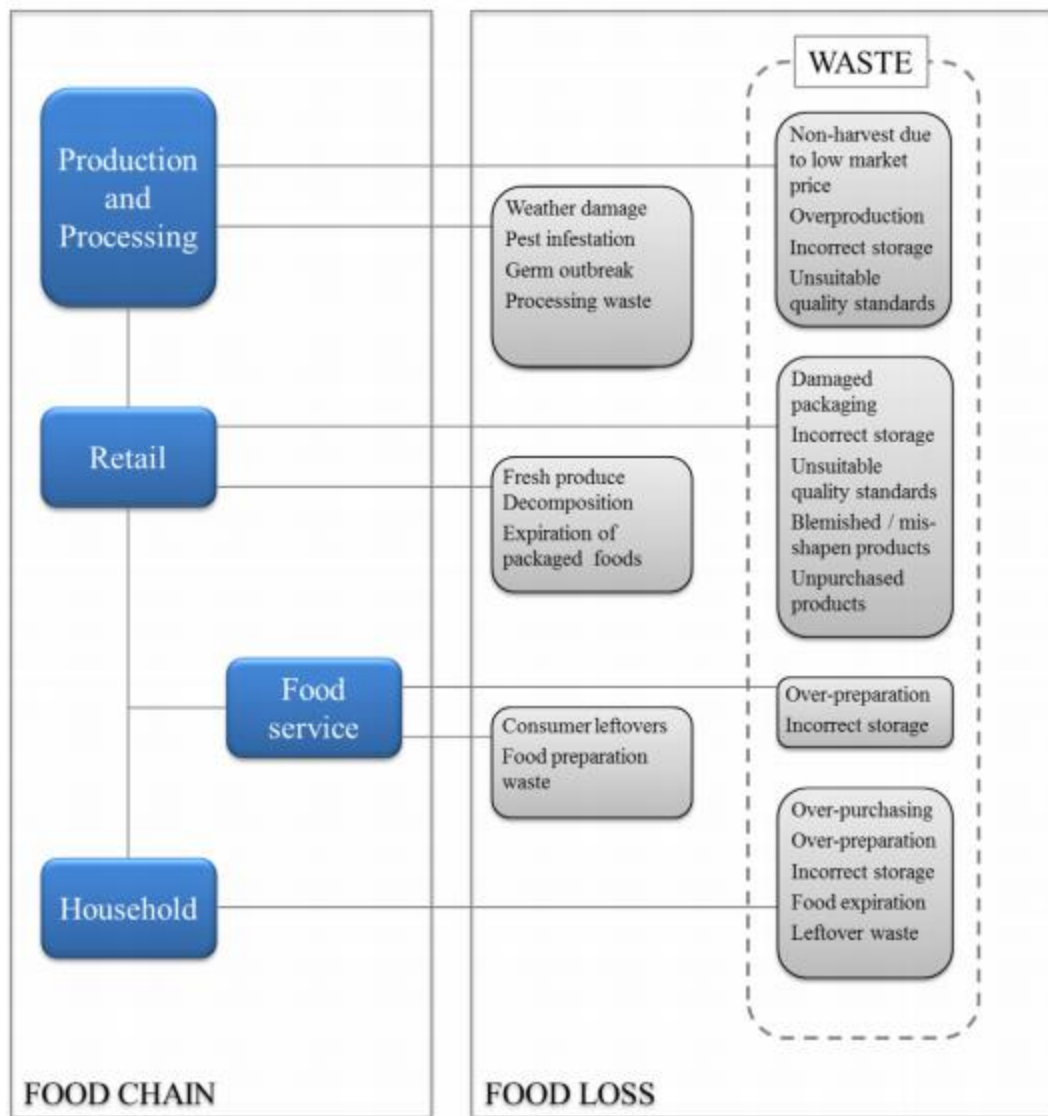 WASTE
Production
and
Processing
Non-harvest due
to low market
price
Overproduction
Incorrect storage
Unsuitable
quality standards
Weather damage
Pest infestation
Germ outbreak
Processing waste
Retail
Damaged
packaging
Incorrect storage
Unsuitable
quality standards
Blemished / mis-
shapen products
Unpurchased
products
Fresh produce
Decomposition
Expiration of
packaged foods
Food
service
Over-preparation
Incorrect storage
Consumer leftovers
Food preparation
waste
Household
Over-purchasing
Over-preparation
Incorrect storage
Food expiration
Leftover waste
FOOD CHAIN
FOOD LOSS